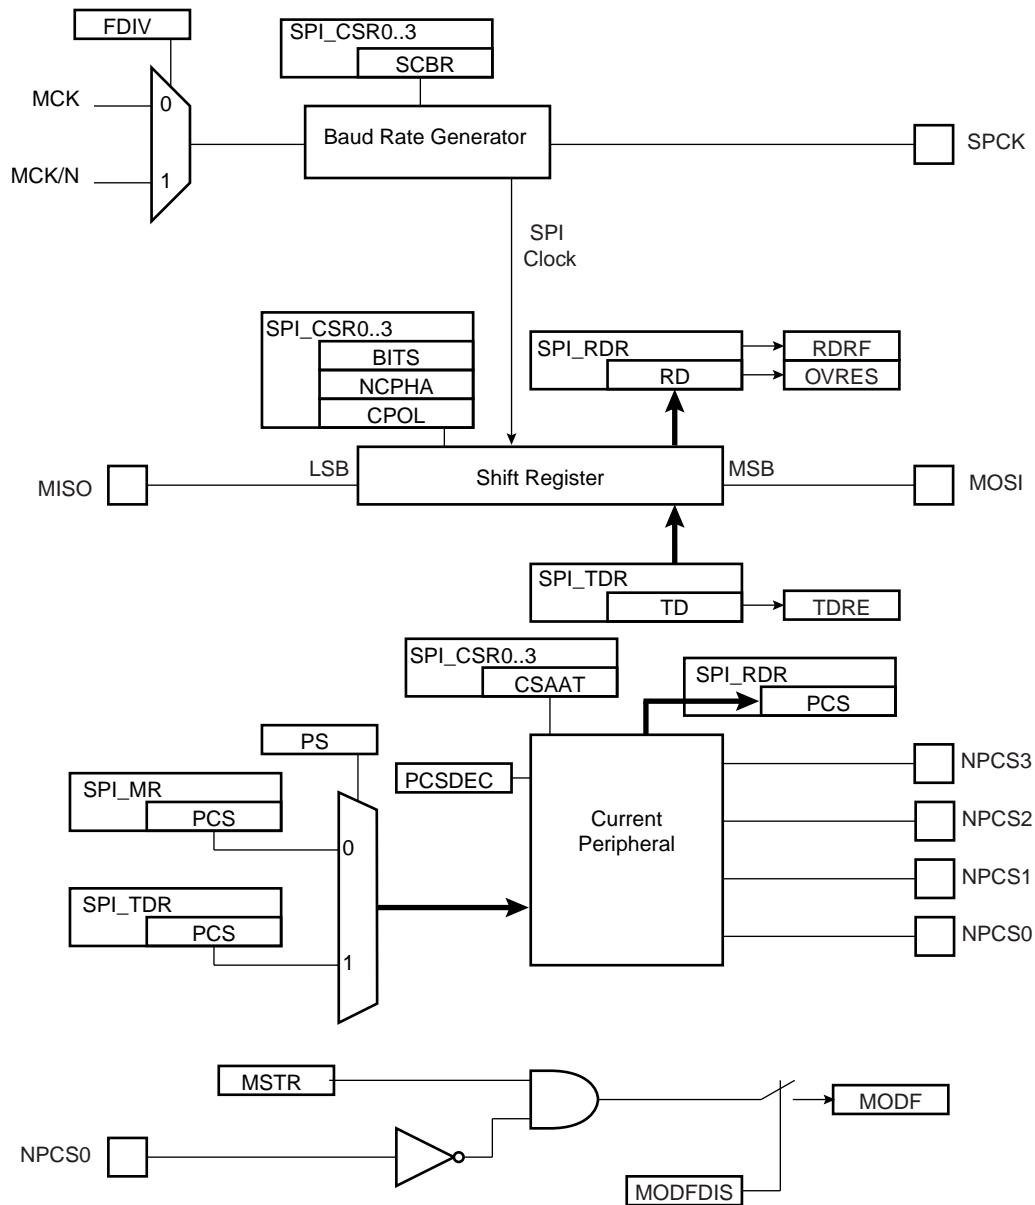 FDIV
SPI_CSR0..3
SCBR
MCK
0
Baud Rate Generator
SPCK
MCK/N
1
SPI
Clock
SPI_CSR0..3
BITS
NCPHA
CPOL
SPI_RDR
RD
RDRF
OVRES
LSB
MSB
MISO
Shift Register
MOSI
SPI_TDR
TD
TDRE
SPI_CSR0..3
CSAAT
SPI_RDR
PCS
PS
PCSDEC
NPCS3
SPI_MR
PCS
0
Current
Peripheral
NPCS2
NPCS1
SPI_TDR
PCS
1
NPCS0
MSTR
MODF
NPCS0
MODFDIS